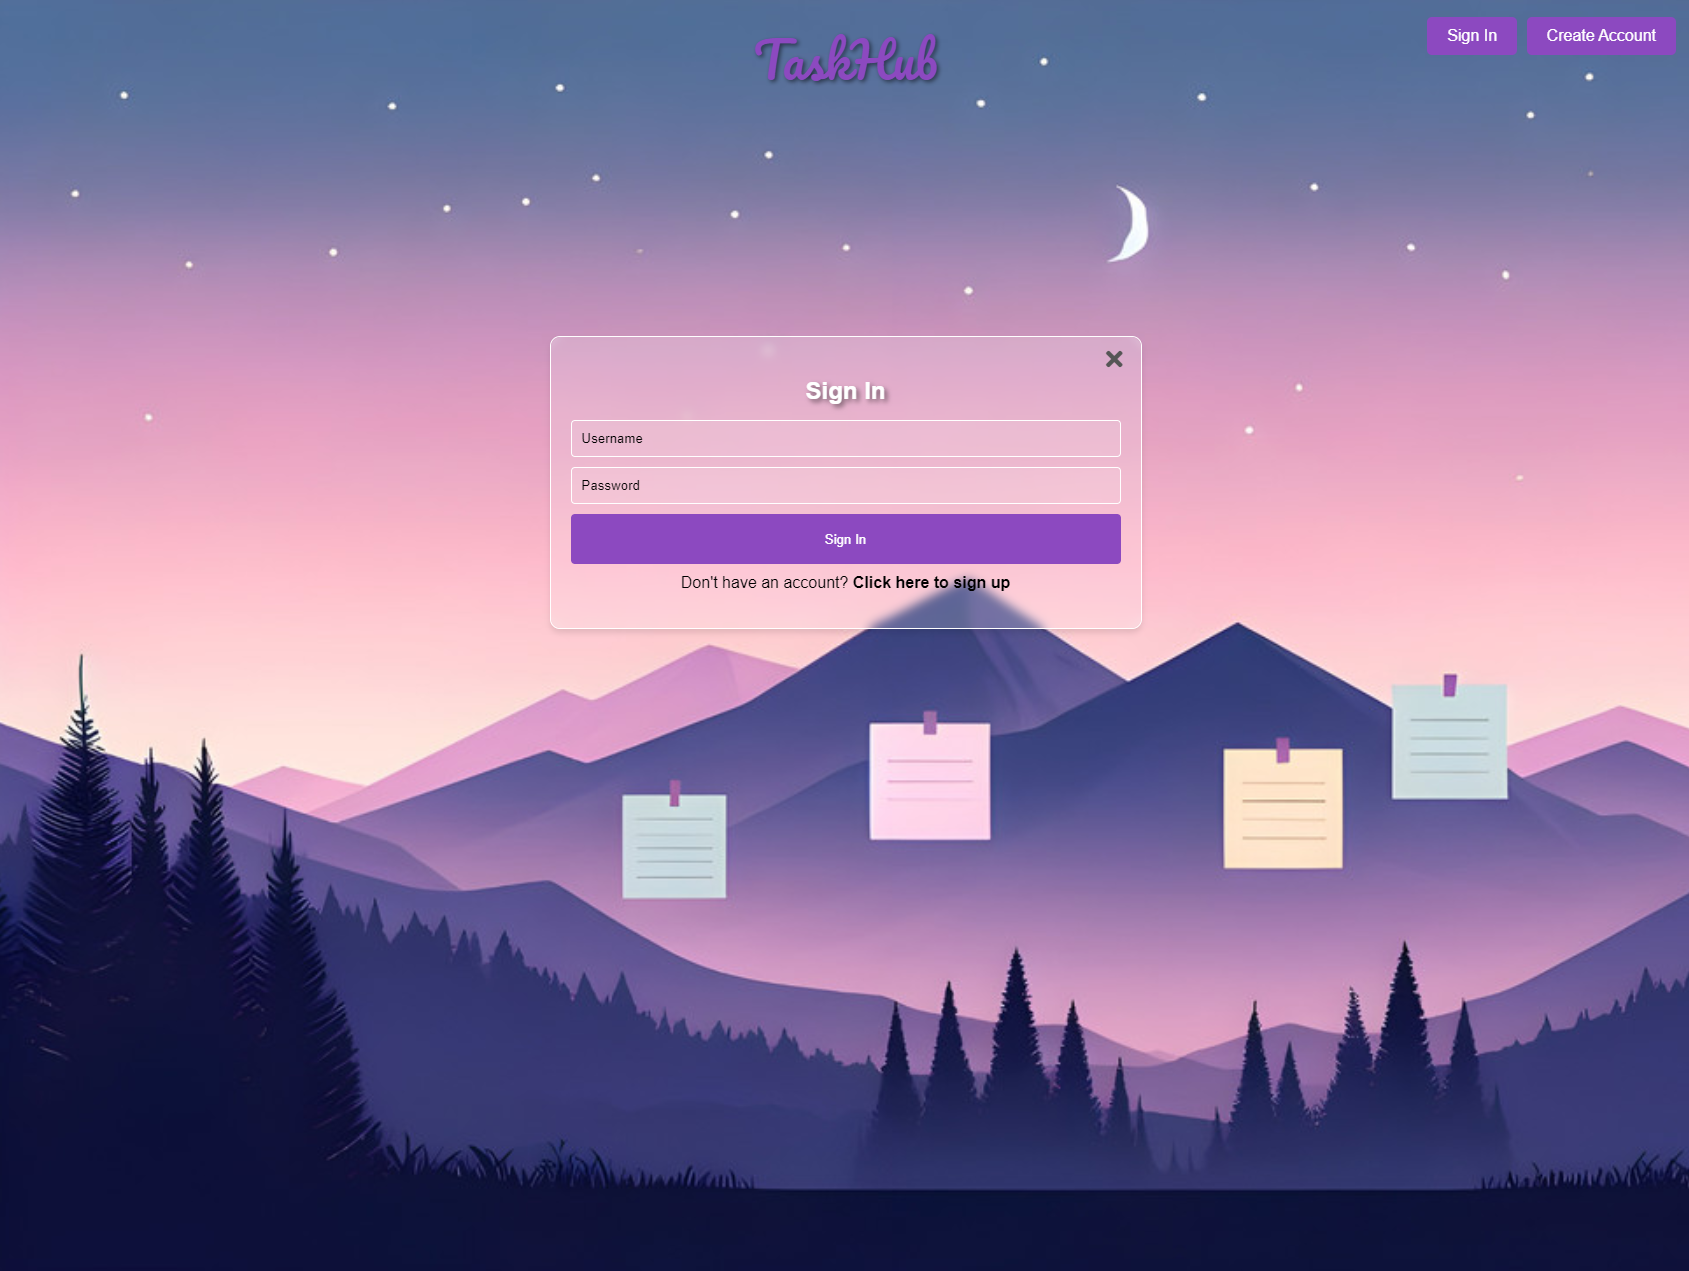 TaskHub
Sign In
Create Account
Sign In
Username
Password
Sign In
Don't have an account? Click here to sign up